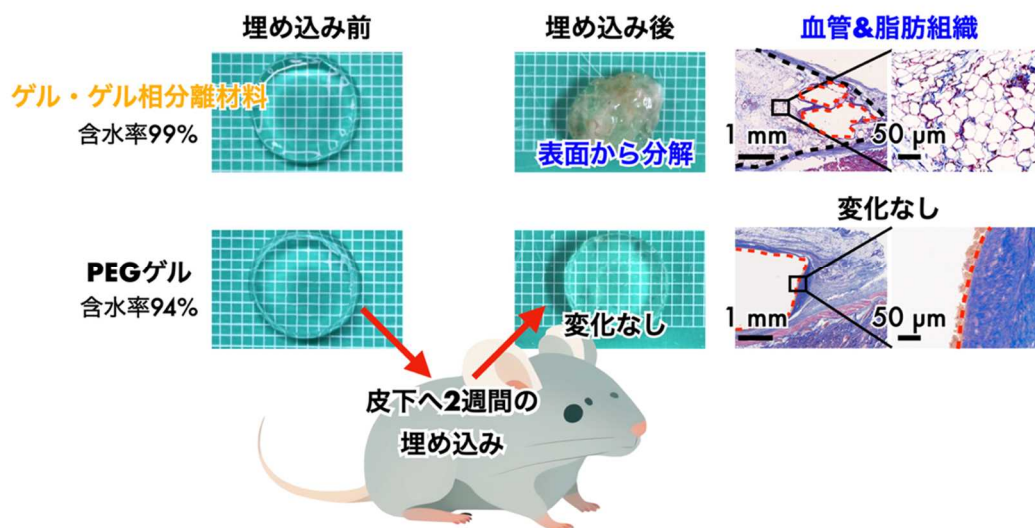 埋め込み前
埋め込み後
血管&脂肪組織
ゲル・ゲル相分離材料
含水率99%
表面から分解
1 mm
50 µm
変化なし
PEGゲル
含水率94%
変化なし
1 mm
50 µm
皮下へ2週間の
埋め込み